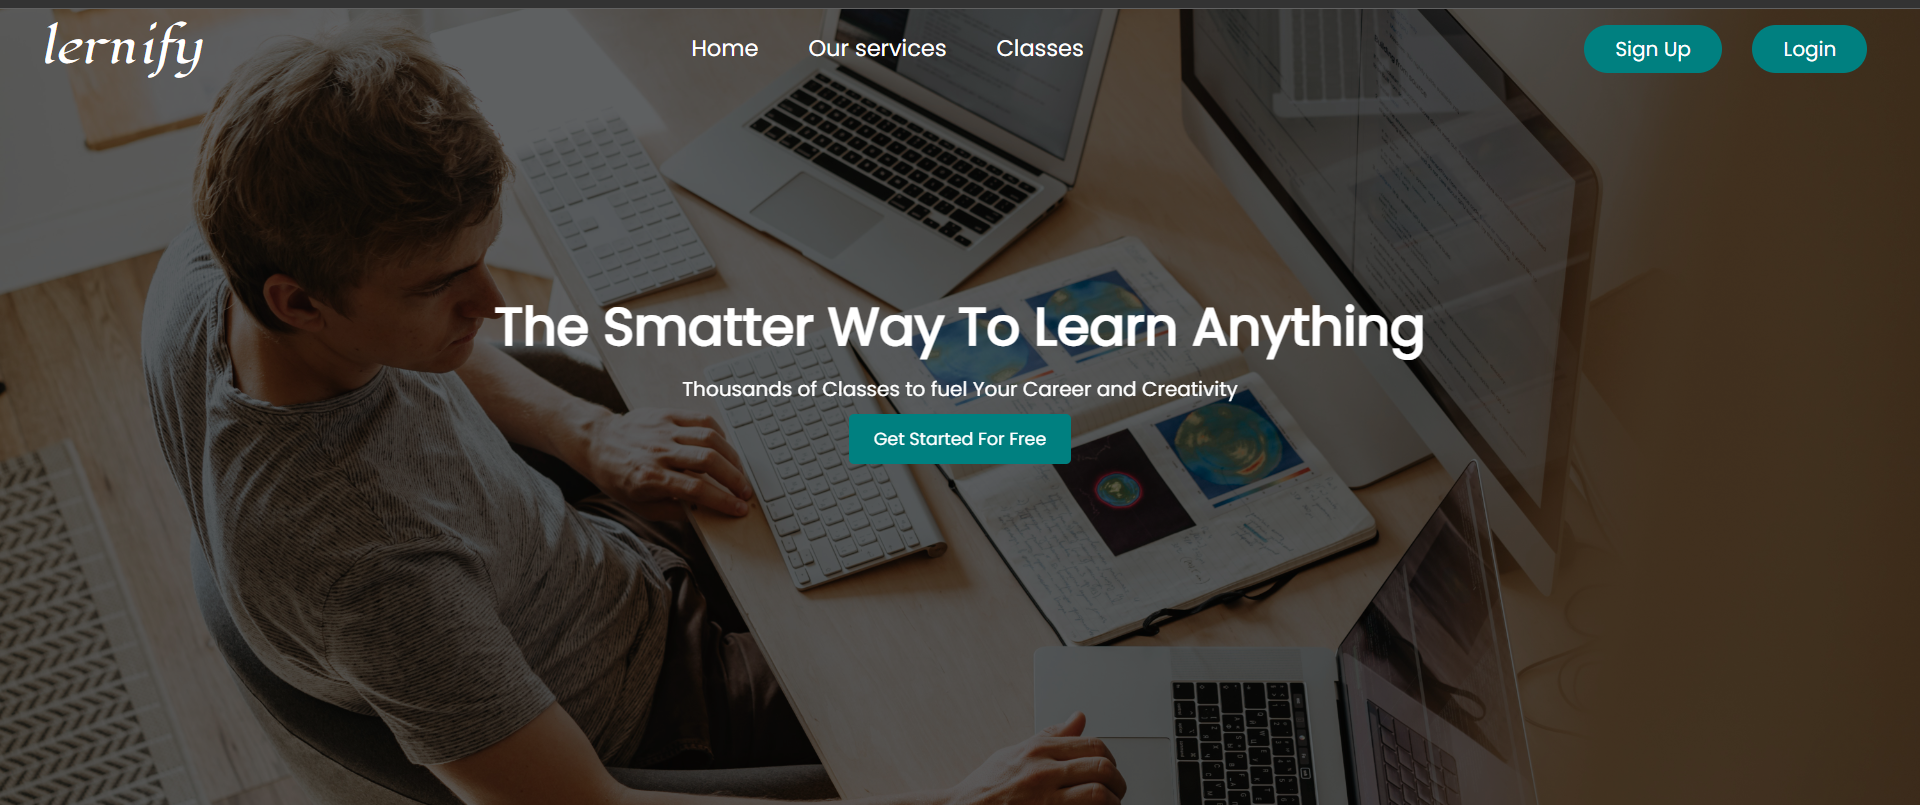 lernify
Home
Our services
Classes
Sign Up
Login
The Smatter Way To Learn Anything
Thousands of Classes to fuel Your Career and Creativity
Get Started For Free